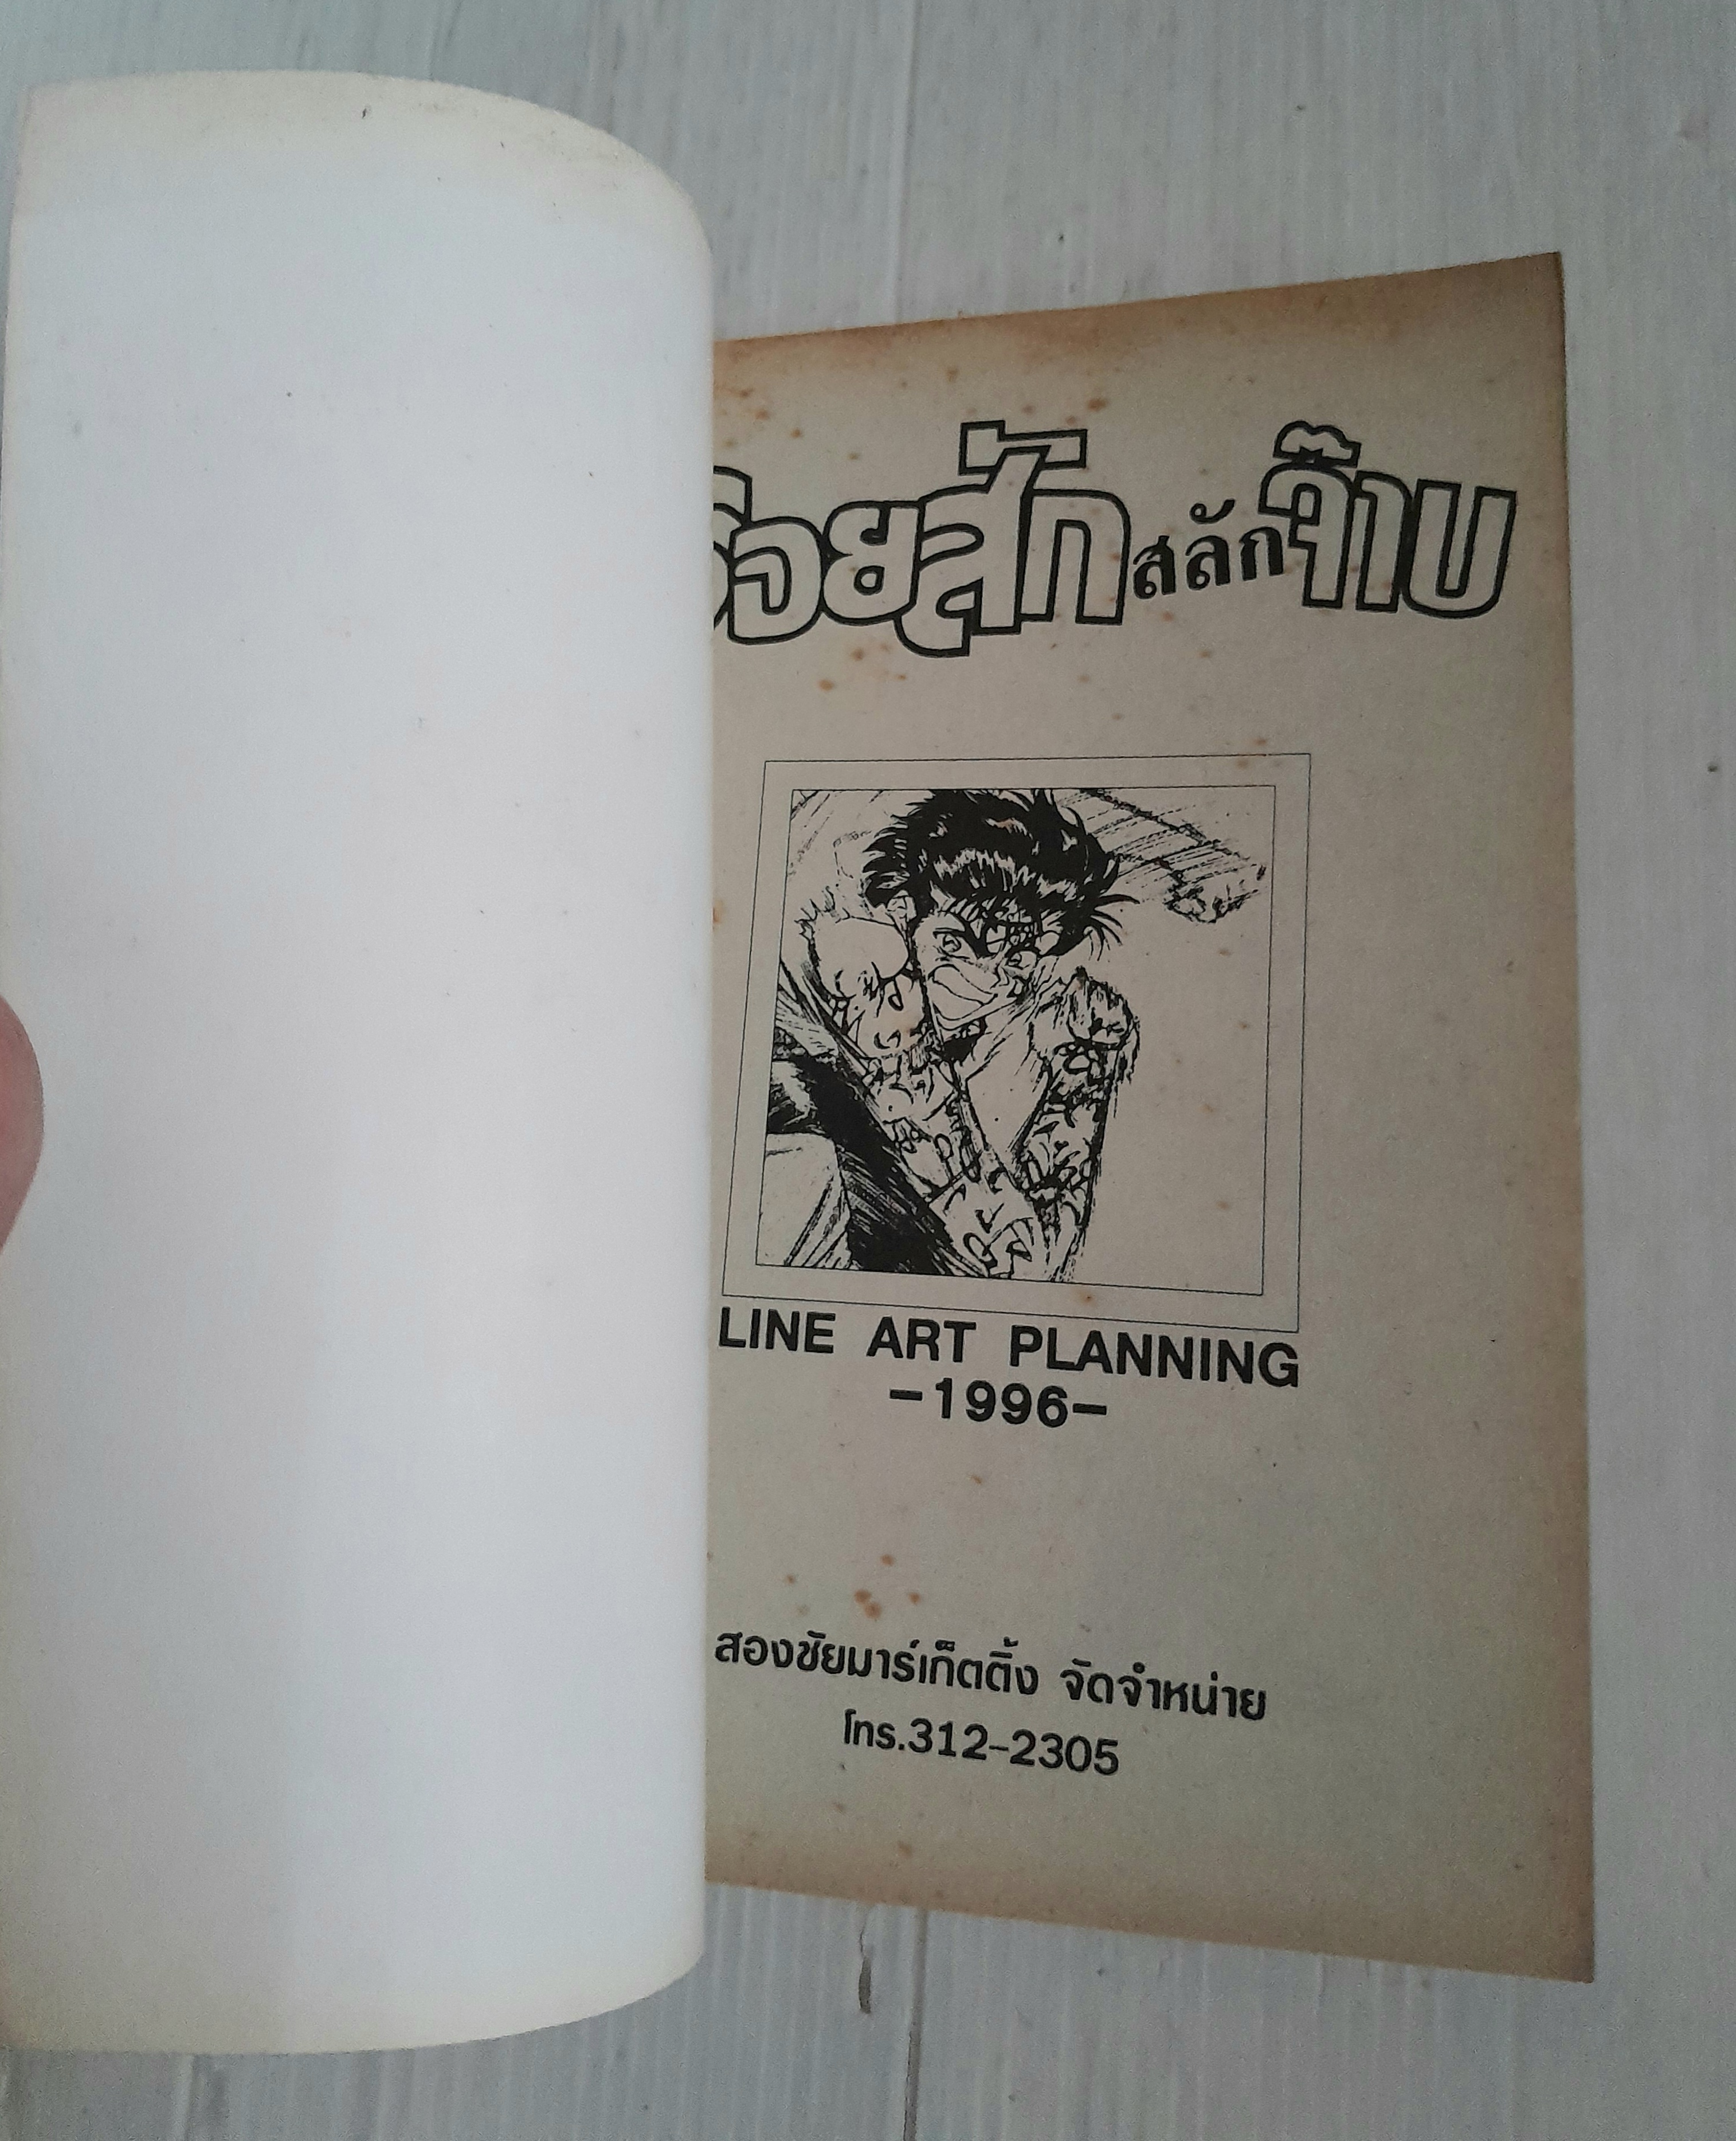 รอยสักสลักจ๊าบ
LINE ART PLANNING
-1996-
สองชัยมาร์เก็ตติ้ง จัดจำหน่าย
โทร.312-2305